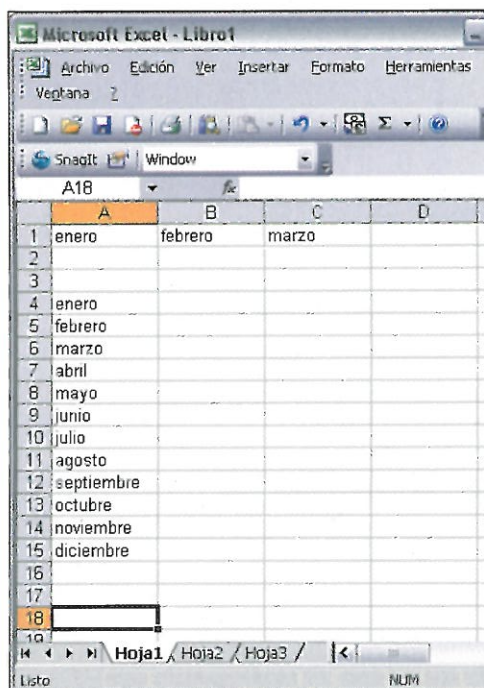 Microsoft Excel - Libro1
Archivo Edición Ver Insertar Formato Herramientas
Ventana ?
SnagIt Window
A18 fx
A B C D
1 enero febrero marzo
2
3
4 enero
5 febrero
6 marzo
7 abril
8 mayo
9 junio
10 julio
11 agosto
12 septiembre
13 octubre
14 noviembre
15 diciembre
16
17
18
19
Hoja1 Hoja2 Hoja3
Listo NUM